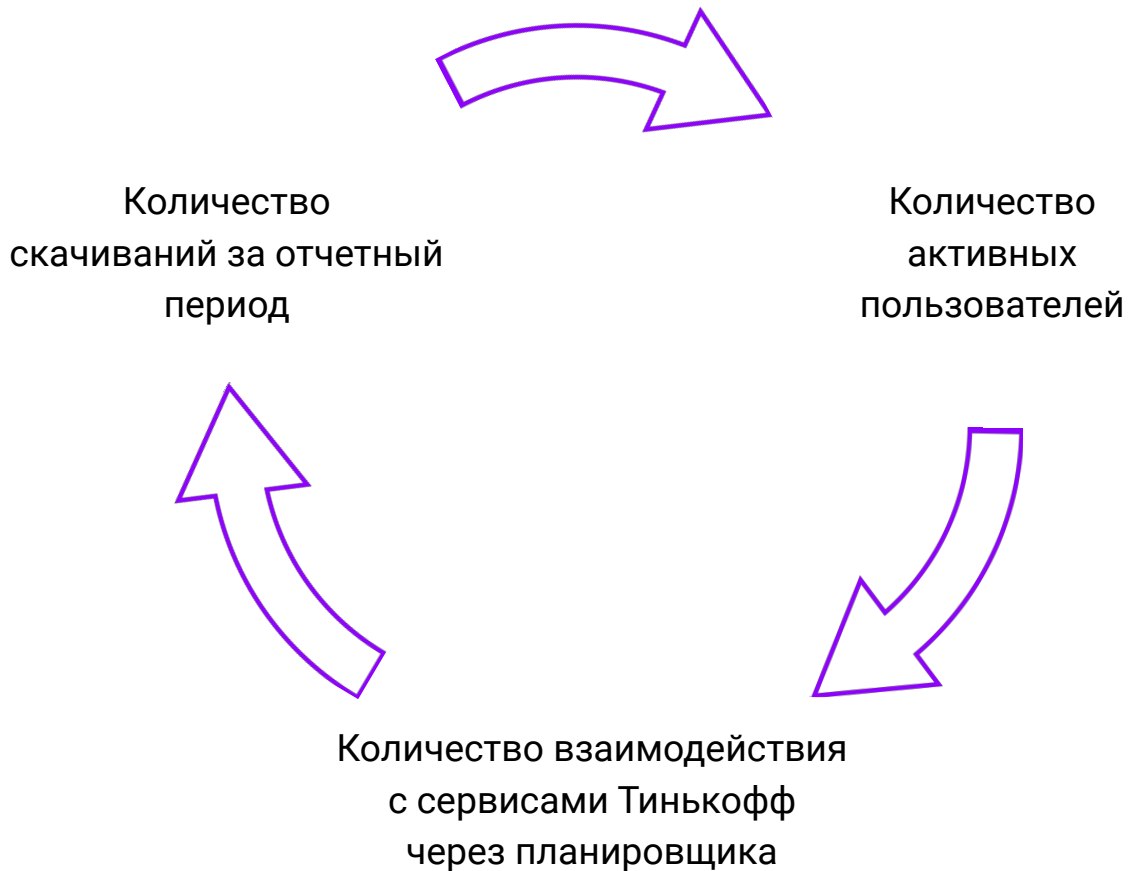 Количество
скачиваний за отчетный
период
Количество
активных
пользователей
Количество взаимодействия
с сервисами Тинькофф
через планировщика